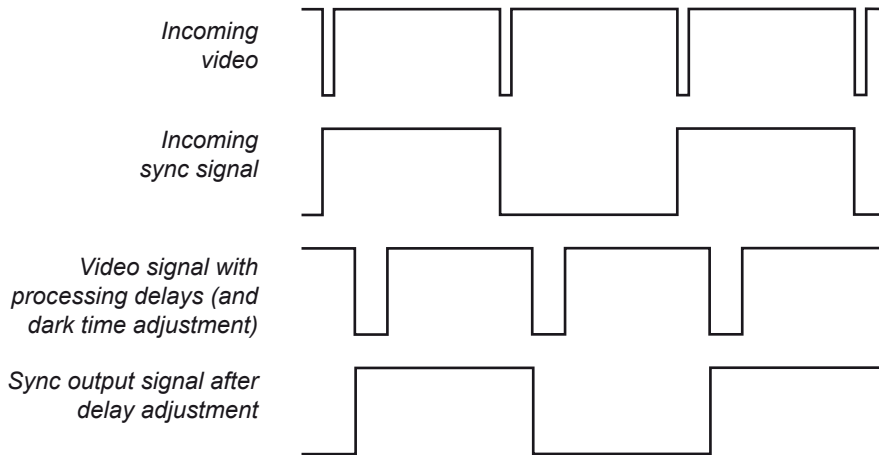 Incoming
video
Incoming
sync signal
Video signal with
processing delays (and
dark time adjustment)
Sync output signal after
delay adjustment